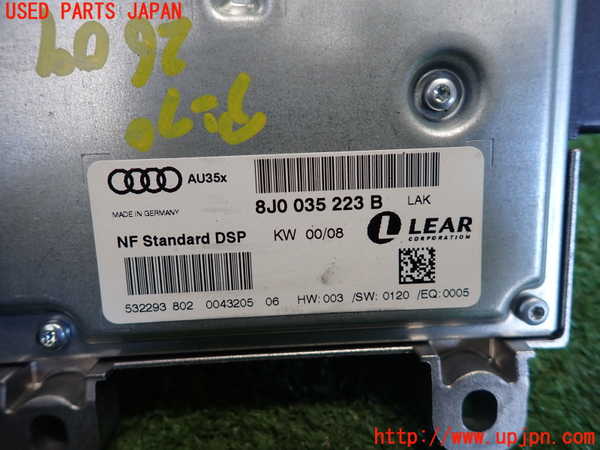 USED PARTS JAPAN
AU35x
8J0 035 223 B
LAK
MADE IN GERMANY
NF Standard DSP
KW 00/08
LEAR
CORPORATION
532293 802 0043205 06
HW:003 /SW:0120 /EQ:0005
http://www.upjpn.com/